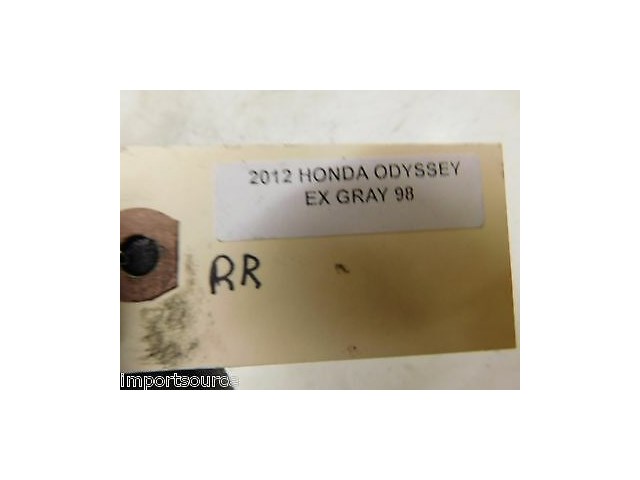 2012 HONDA ODYSSEY
EX GRAY 98
RR
importsource